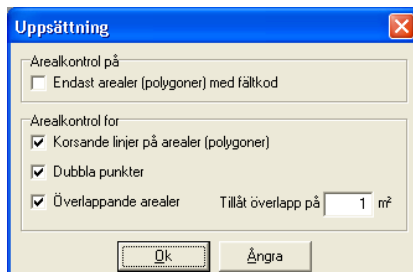 Uppsättning
Arealkontrol på
Endast arealer (polygoner) med fältkod
Arealkontrol for
Korsande linjer på arealer (polygoner)
Dubbla punkter
Överlappande arealer Tillåt överlapp på 1 m²
Ok Ångra